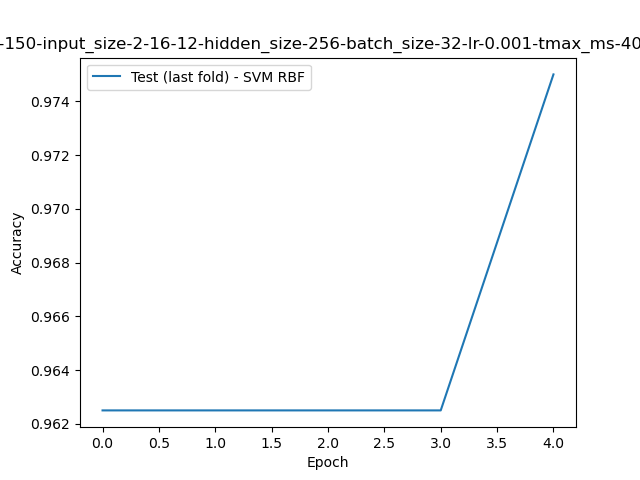 -150-input_size-2-16-12-hidden_size-256-batch_size-32-lr-0.001-tmax_ms-40
Test (last fold) - SVM RBF
Accuracy
0.974
0.972
0.970
0.968
0.966
0.964
0.962
0.0 0.5 1.0 1.5 2.0 2.5 3.0 3.5 4.0
Epoch